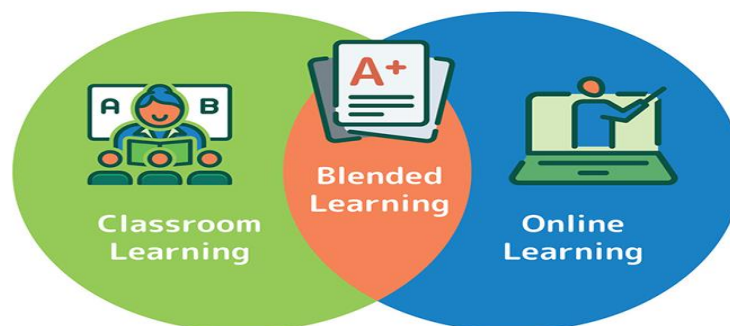 A B
A+
Blended
Learning
Classroom
Learning
Online
Learning